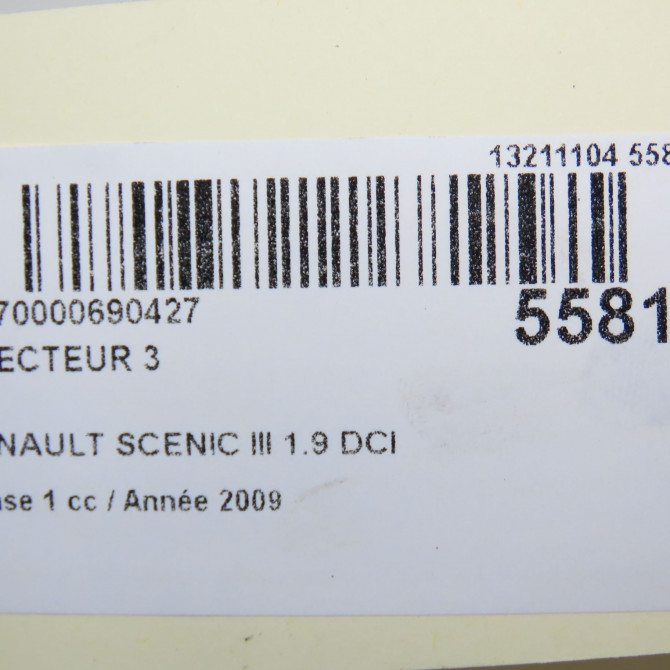 13211104 558
70000690427
5581
ECTEUR 3
NAULT SCENIC III 1.9 DCI
se 1 cc / Année 2009